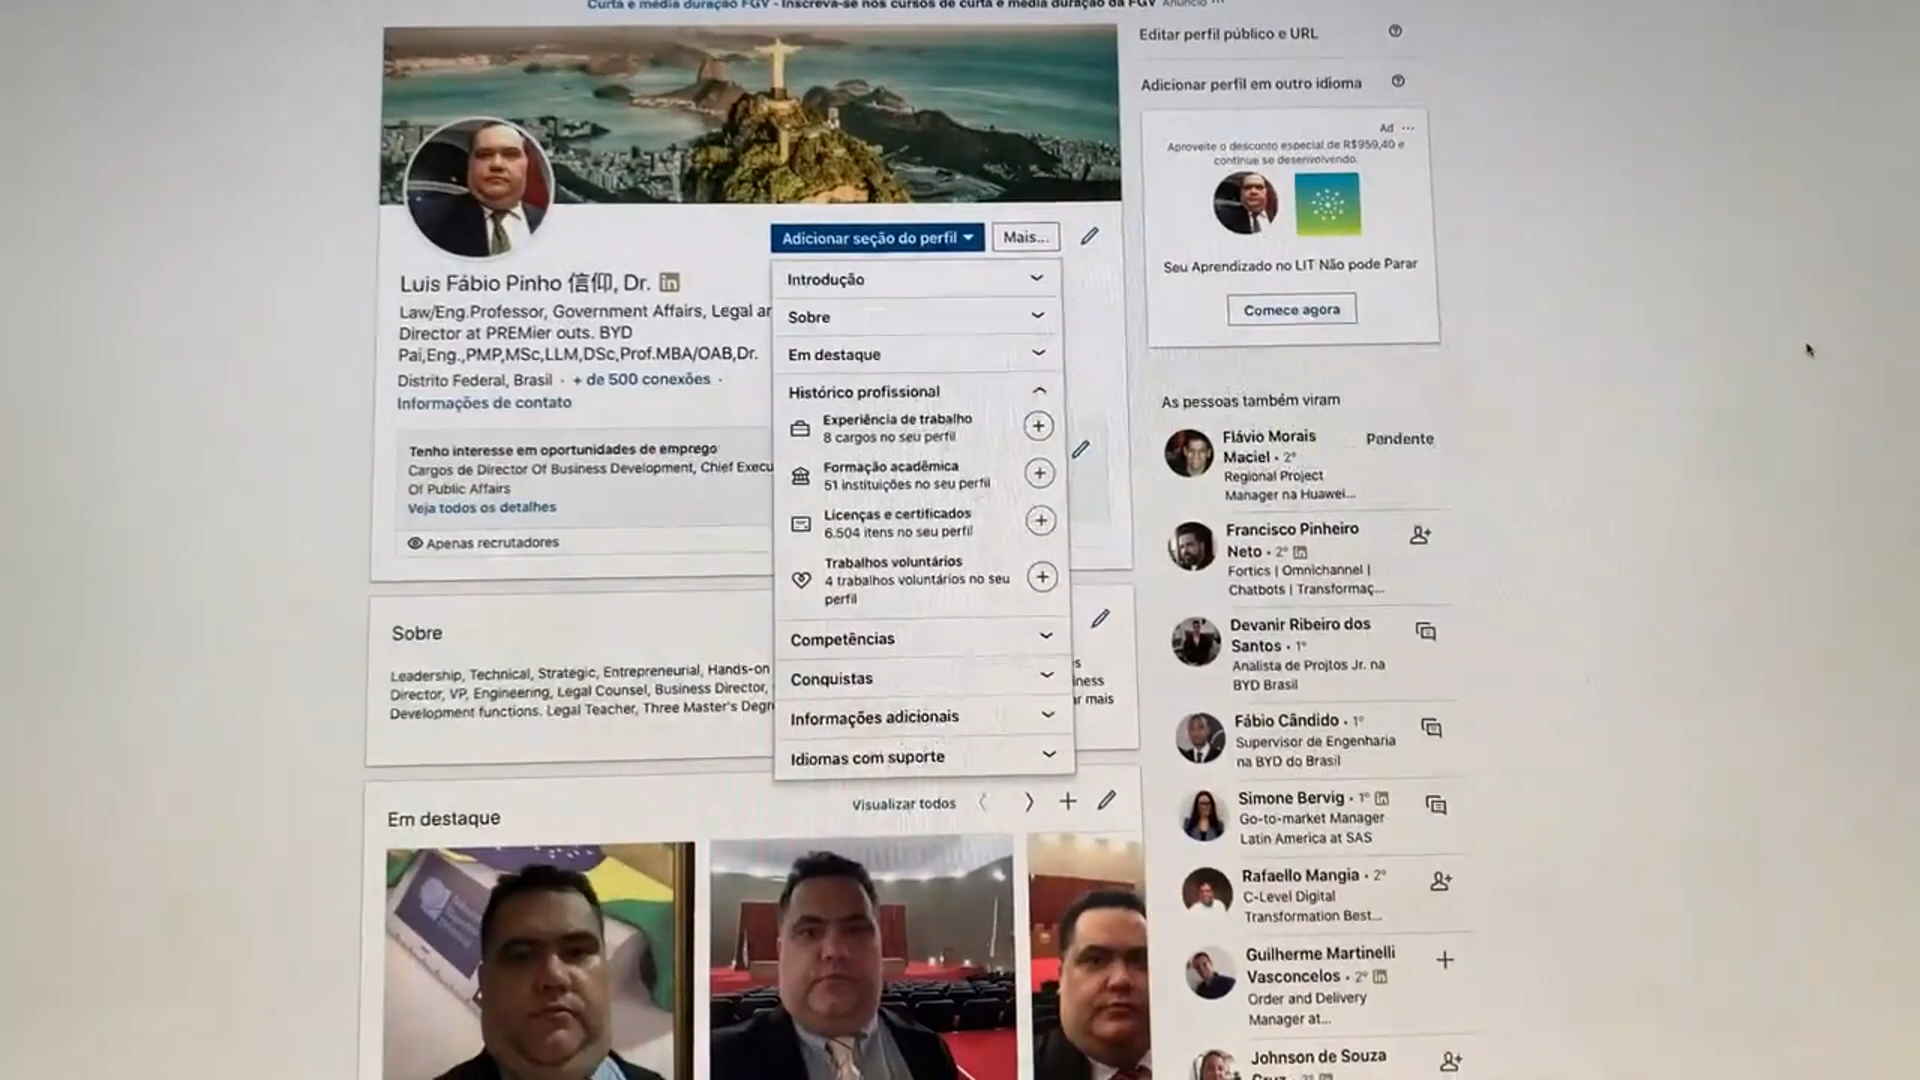 Curta e média duração FGV - Inscreva-se nos cursos de curta e média duração da FGV Anúncio ...
Editar perfil público e URL
Adicionar perfil em outro idioma
Ad ...
Aproveite o desconto especial de R$959,40 e
continue se desenvolvendo.
Seu Aprendizado no LIT Não pode Parar
Comece agora
Adicionar seção do perfil
Mais...
Luis Fábio Pinho 信仰, Dr. in
Law/Eng.Professor, Government Affairs, Legal ar
Director at PREMier outs. BYD
Pai,Eng.,PMP,MSc,LLM,DSc,Prof.MBA/OAB,Dr.
Distrito Federal, Brasil · + de 500 conexões ·
Informações de contato
Tenho interesse em oportunidades de emprego
Cargos de Director Of Business Development, Chief Execu
Of Public Affairs
Veja todos os detalhes
Apenas recrutadores
Introdução
Sobre
Em destaque
Histórico profissional
Experiência de trabalho
8 cargos no seu perfil
Formação acadêmica
51 instituições no seu perfil
Licenças e certificados
6.504 itens no seu perfil
Trabalhos voluntários
4 trabalhos voluntários no seu
perfil
Competências
Conquistas
Informações adicionais
Idiomas com suporte
Sobre
Leadership, Technical, Strategic, Entrepreneurial, Hands-on
Director, VP, Engineering, Legal Counsel, Business Director,
Development functions. Legal Teacher, Three Master's Degr
s
iness
ar mais
Em destaque
Visualizar todos
As pessoas também viram
Flávio Morais
Maciel • 2º
Pendente
Regional Project
Manager na Huawei...
Francisco Pinheiro
Neto • 2º in
Fortics | Omnichannel |
Chatbots | Transformaç...
Devanir Ribeiro dos
Santos • 1º
Analista de Projtos Jr. na
BYD Brasil
Fábio Cândido • 1º
Supervisor de Engenharia
na BYD do Brasil
Simone Bervig • 1º in
Go-to-market Manager
Latin America at SAS
Rafaello Mangia • 2º
C-Level Digital
Transformation Best...
Guilherme Martinelli
Vasconcelos • 2º in
Order and Delivery
Manager at...
Johnson de Souza